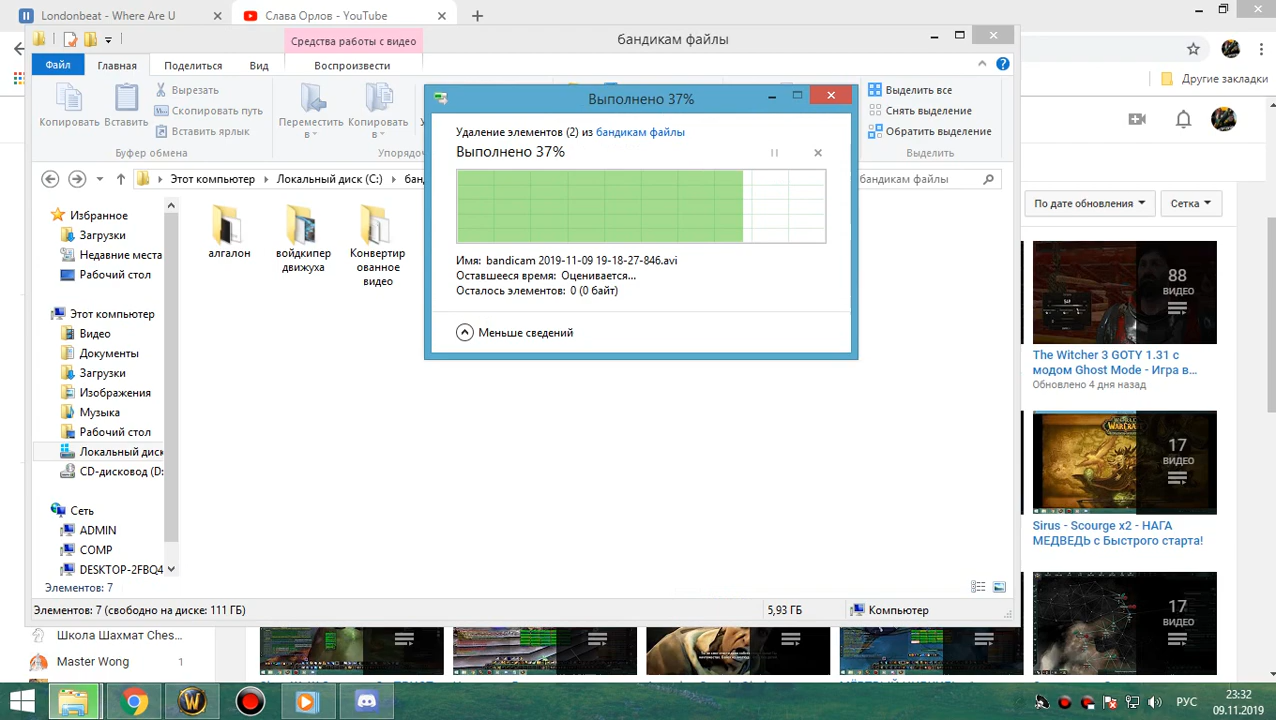 Londonbeat - Where Are U
Слава Орлов - YouTube
Средства работы с видео
бандикам файлы
Файл
Главная
Поделиться
Вид
Воспроизвести
Другие закладки
Копировать
Вставить
Вырезать
Скопировать путь
Вставить ярлык
Буфер обмена
Переместить в
Копировать в
Упорядоч
Выделить все
Снять выделение
Обратить выделение
Выделить
Выполнено 37%
Удаление элементов (2) из бандикам файлы
Выполнено 37%
Имя: bandicam 2019-11-09 19-18-27-846.avi
Оставшееся время: Оценивается...
Осталось элементов: 0 (0 байт)
Меньше сведений
Этот компьютер
Локальный диск (C:)
бан
бандикам файлы
По дате обновления
Сетка
Избранное
Загрузки
Недавние места
Рабочий стол
Этот компьютер
Видео
Документы
Загрузки
Изображения
Музыка
Рабочий стол
Локальный диск
CD-дисковод (D:
Сеть
ADMIN
COMP
DESKTOP-2FBQ4
алгалон
войдкипер
движуха
Конвертир
ованное
видео
Элементов: 7
Элементов: 7 (свободно на диске: 111 ГБ)
5,93 ГБ
Компьютер
88
ВИДЕО
The Witcher 3 GOTY 1.31 с
модом Ghost Mode - Игра в...
Обновлено 4 дня назад
17
ВИДЕО
Sirus - Scourge x2 - НАГА
МЕДВЕДЬ с Быстрого старта!
17
ВИДЕО
Школа Шахмат Ches...
Master Wong
1
РУС
23:32
09.11.2019